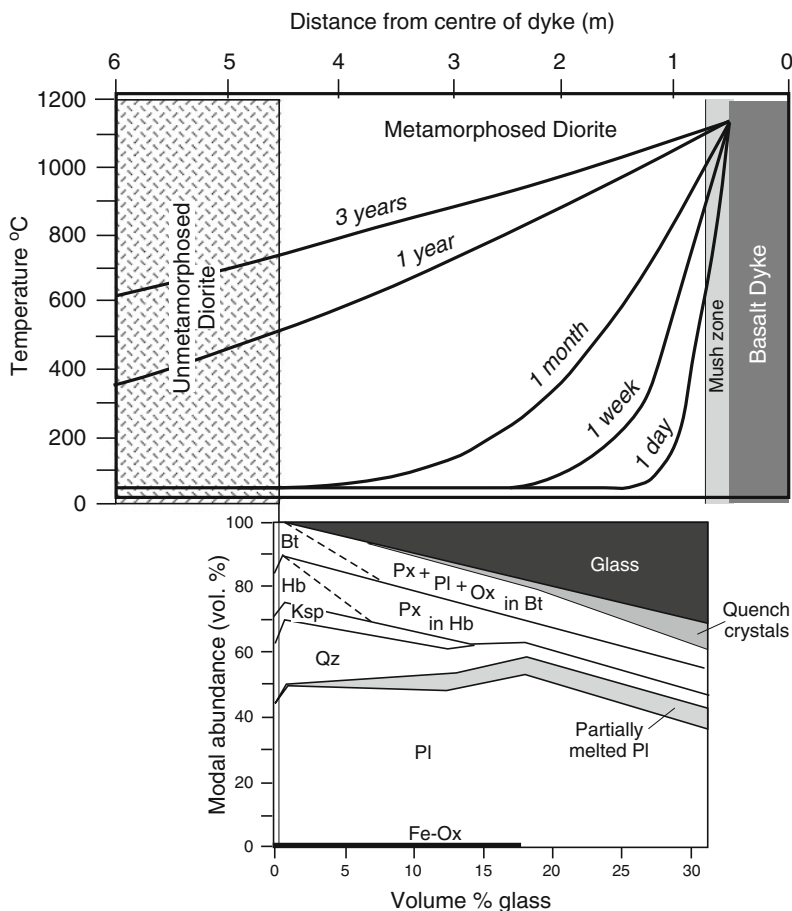 Distance from centre of dyke (m)
6 5 4 3 2 1 0
1200
1000
800
600
400
200
0
Temperature ºC
Unmetamorphosed
Diorite
Metamorphosed Diorite
3 years
1 year
1 month
1 week
1 day
Mush zone
Basalt Dyke
100
80
60
40
20
0
Modal abundance (vol. %)
Bt
Hb
Ksp
Qz
Px + Pl + Ox in Bt
Px in Hb
Glass
Quench
crystals
Partially
melted Pl
Pl
Fe-Ox
0 5 10 15 20 25 30
Volume % glass